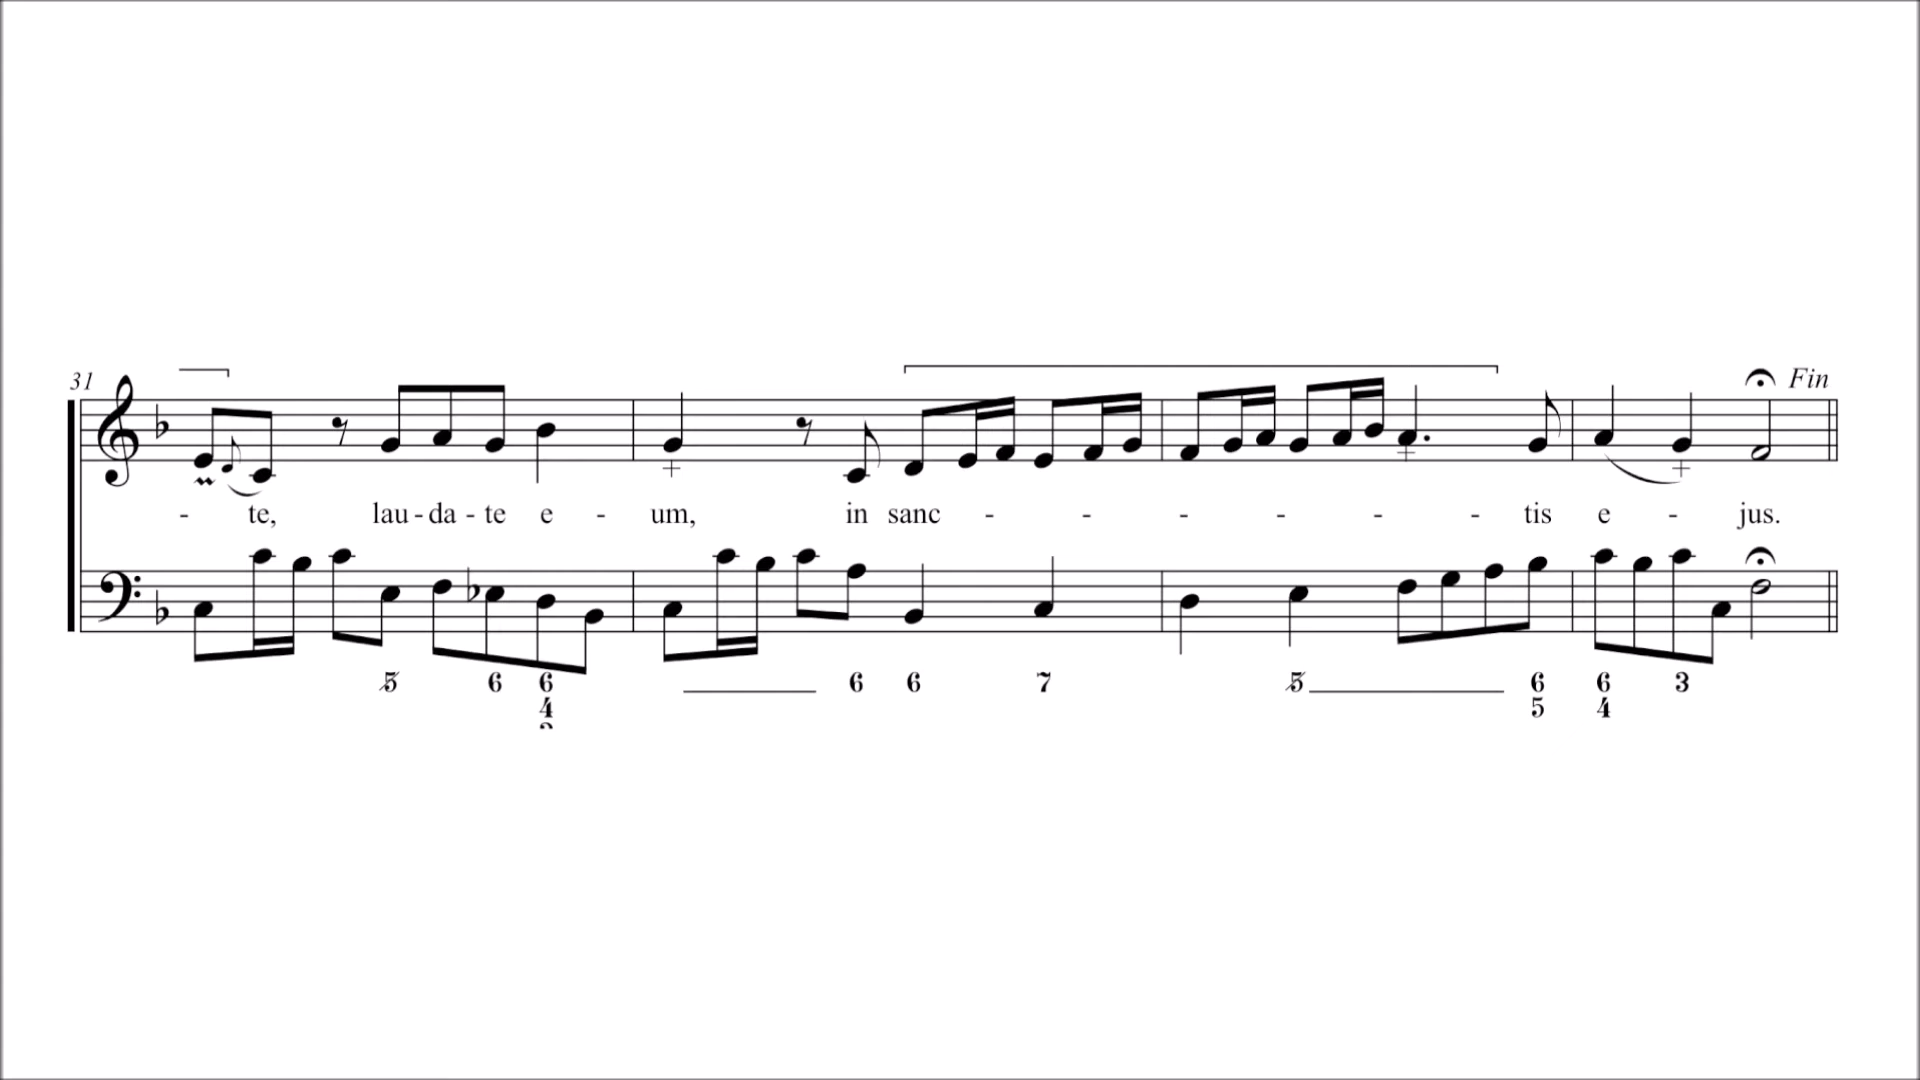 31 Fin
- te, lau - da - te e - um, in sanc - - - - - - tis e - jus.
5 6 6 6 6 7 5 6 6 3
4 5 4